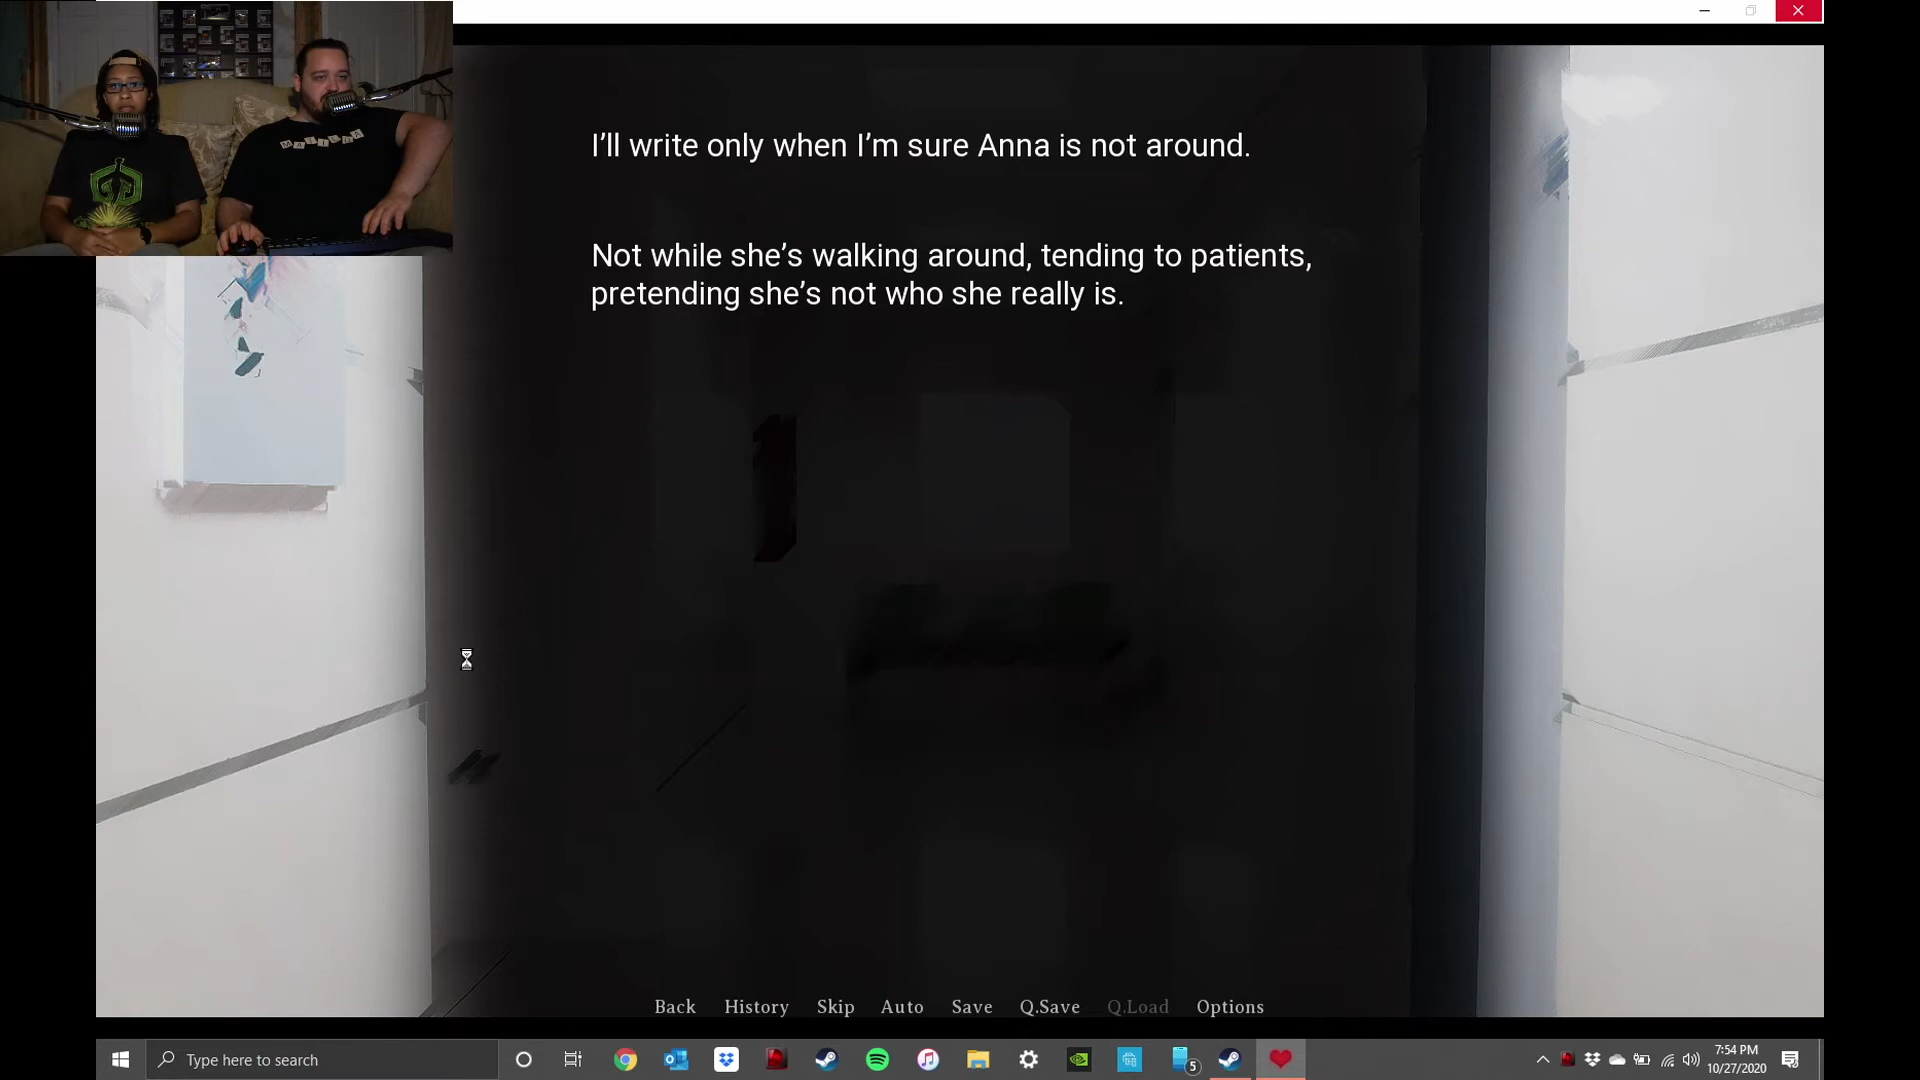 I’ll write only when I’m sure Anna is not around.
Not while she’s walking around, tending to patients,
pretending she’s not who she really is.
Back History Skip Auto Save Q.Save Q.Load Options
Type here to search
5
7:54 PM
10/27/2020